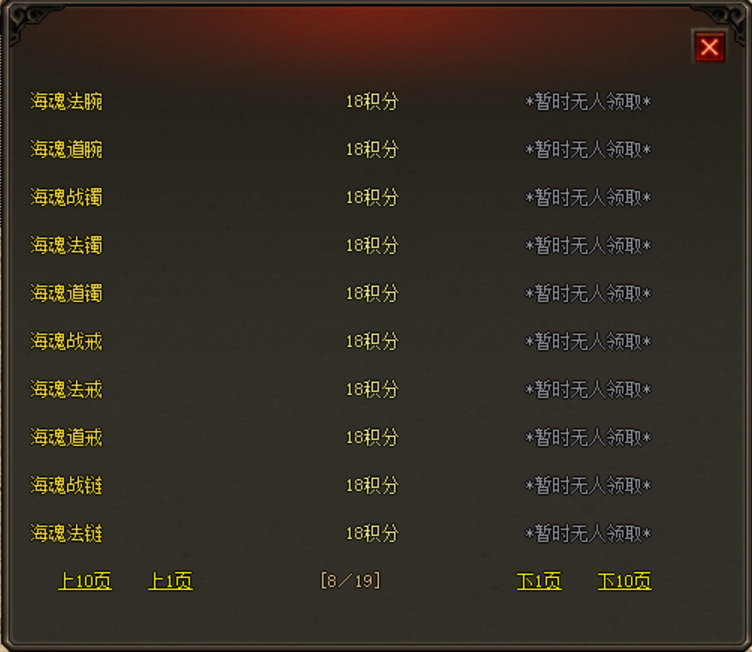 海魂法腕 18积分 *暂时无人领取*
海魂道腕 18积分 *暂时无人领取*
海魂战镯 18积分 *暂时无人领取*
海魂法镯 18积分 *暂时无人领取*
海魂道镯 18积分 *暂时无人领取*
海魂战戒 18积分 *暂时无人领取*
海魂法戒 18积分 *暂时无人领取*
海魂道戒 18积分 *暂时无人领取*
海魂战链 18积分 *暂时无人领取*
海魂法链 18积分 *暂时无人领取*
上10页 上1页 [8/19] 下1页 下10页